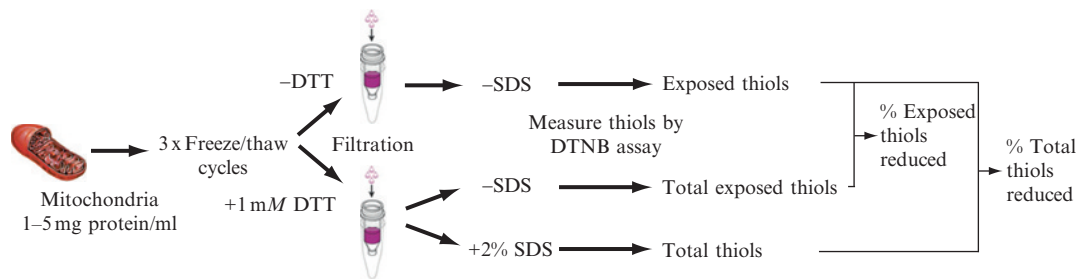 Mitochondria
1–5 mg protein/ml
3 x Freeze/thaw
cycles
–DTT
Filtration
+1 mM DTT
–SDS
Exposed thiols
Measure thiols by
DTNB assay
–SDS
Total exposed thiols
+2% SDS
Total thiols
% Exposed
thiols
reduced
% Total
thiols
reduced